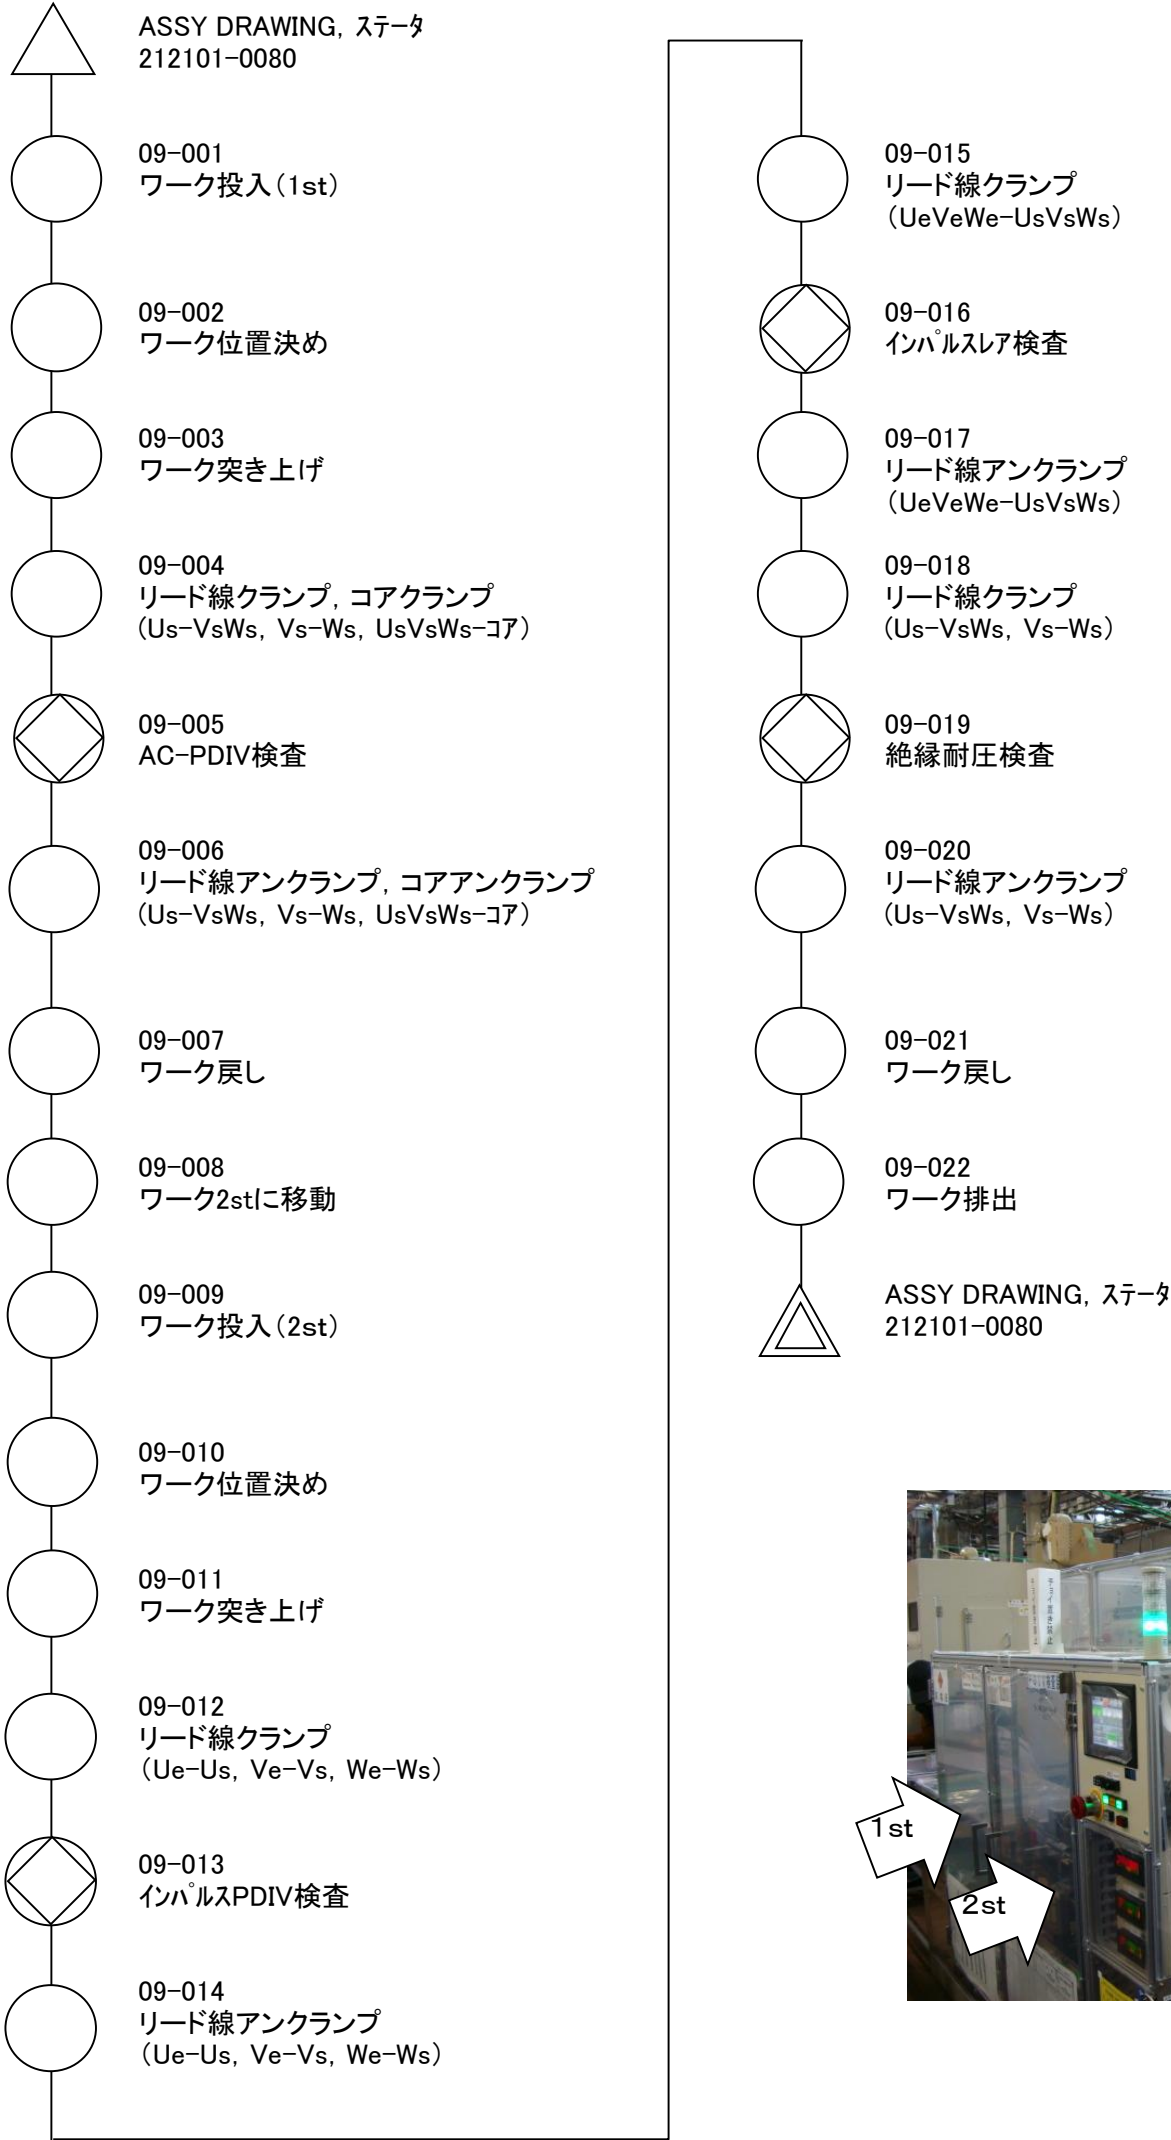 ASSY DRAWING, ステータ
212101-0080
09-001
ワーク投入(1st)
09-002
ワーク位置決め
09-003
ワーク突き上げ
09-004
リード線クランプ, コアクランプ
(Us-VsWs, Vs-Ws, UsVsWs-コア)
09-005
AC-PDIV検査
09-006
リード線アンクランプ, コアアンクランプ
(Us-VsWs, Vs-Ws, UsVsWs-コア)
09-007
ワーク戻し
09-008
ワーク2stに移動
09-009
ワーク投入(2st)
09-010
ワーク位置決め
09-011
ワーク突き上げ
09-012
リード線クランプ
(Ue-Us, Ve-Vs, We-Ws)
09-013
インパルスPDIV検査
09-014
リード線アンクランプ
(Ue-Us, Ve-Vs, We-Ws)
09-015
リード線クランプ
(UeVeWe-UsVsWs)
09-016
インパルスレア検査
09-017
リード線アンクランプ
(UeVeWe-UsVsWs)
09-018
リード線クランプ
(Us-VsWs, Vs-Ws)
09-019
絶縁耐圧検査
09-020
リード線アンクランプ
(Us-VsWs, Vs-Ws)
09-021
ワーク戻し
09-022
ワーク排出
ASSY DRAWING, ステータ
212101-0080
チョイ置き禁止
1st
2st